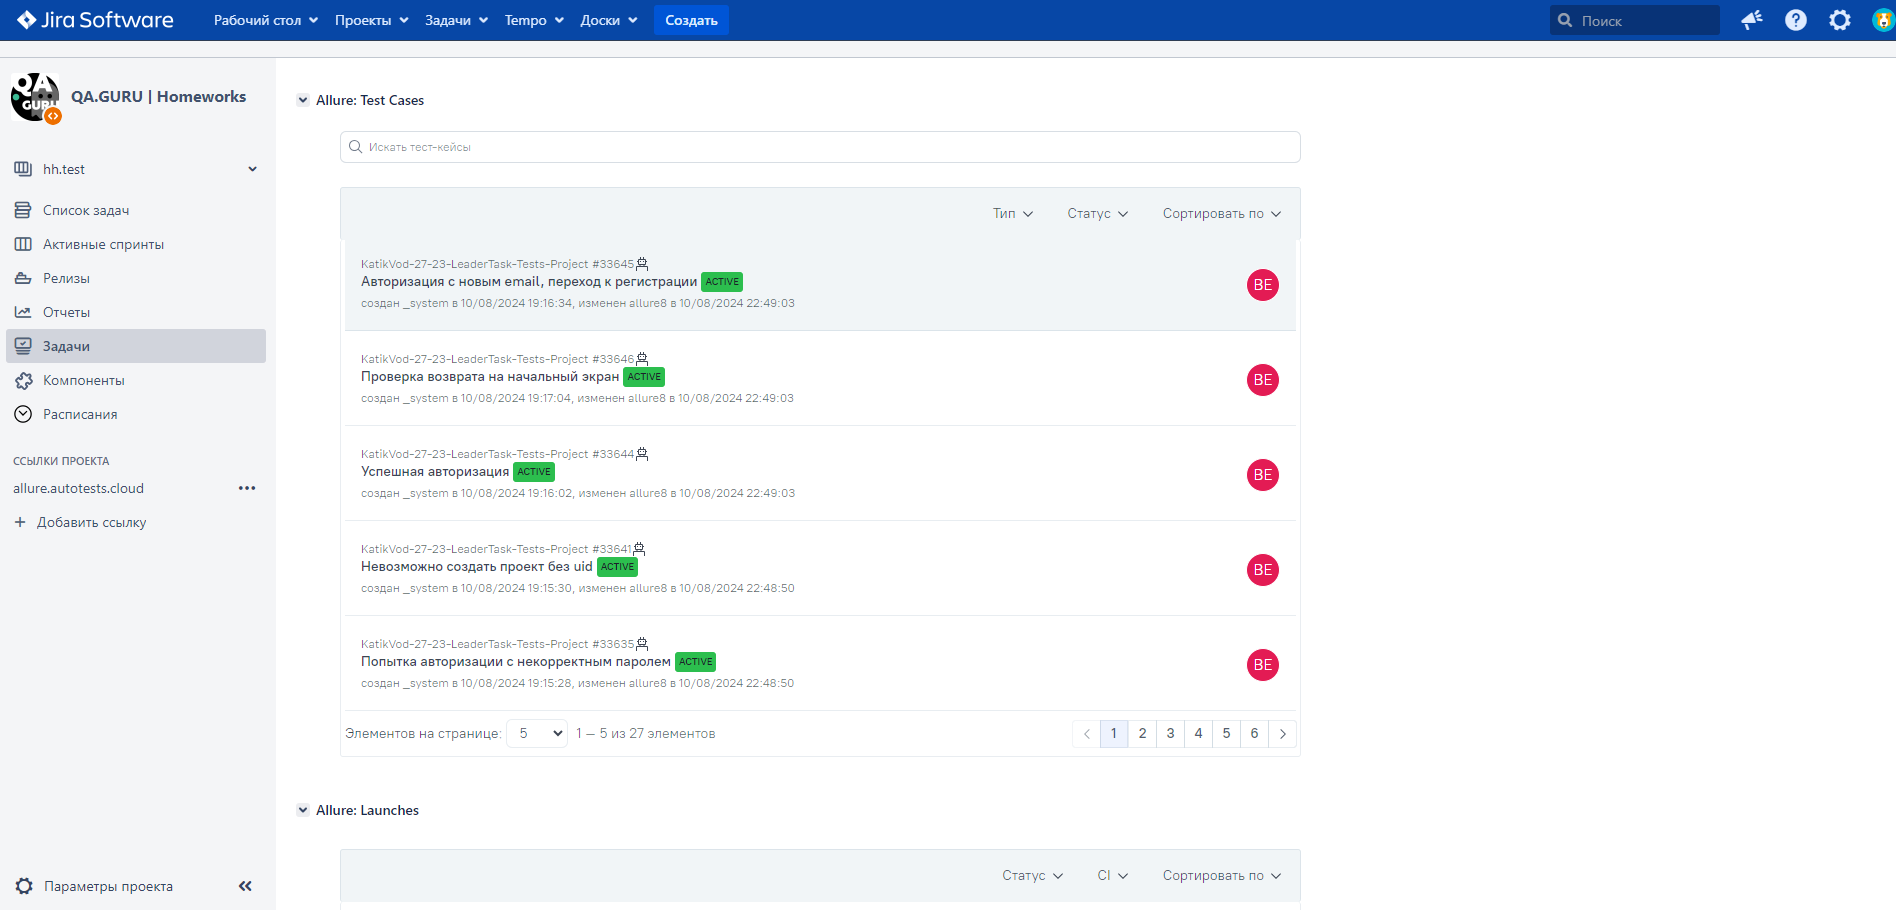 Jira Software
Рабочий стол
Проекты
Задачи
Tempo
Доски
Создать
Поиск
QA
GURU
QA.GURU | Homeworks
hh.test
Список задач
Активные спринты
Релизы
Отчеты
Задачи
Компоненты
Расписания
ССЫЛКИ ПРОЕКТА
allure.autotests.cloud
Добавить ссылку
Параметры проекта
Allure: Test Cases
Искать тест-кейсы
Тип Статус Сортировать по
KatikVod-27-23-LeaderTask-Tests-Project #33645
Авторизация с новым email, переход к регистрации ACTIVE
создан _system в 10/08/2024 19:16:34, изменен allure8 в 10/08/2024 22:49:03
BE
KatikVod-27-23-LeaderTask-Tests-Project #33646
Проверка возврата на начальный экран ACTIVE
создан _system в 10/08/2024 19:17:04, изменен allure8 в 10/08/2024 22:49:03
BE
KatikVod-27-23-LeaderTask-Tests-Project #33644
Успешная авторизация ACTIVE
создан _system в 10/08/2024 19:16:02, изменен allure8 в 10/08/2024 22:49:03
BE
KatikVod-27-23-LeaderTask-Tests-Project #33641
Невозможно создать проект без uid ACTIVE
создан _system в 10/08/2024 19:15:30, изменен allure8 в 10/08/2024 22:48:50
BE
KatikVod-27-23-LeaderTask-Tests-Project #33635
Попытка авторизации с некорректным паролем ACTIVE
создан _system в 10/08/2024 19:15:28, изменен allure8 в 10/08/2024 22:48:50
BE
Элементов на странице: 5 1 — 5 из 27 элементов
1 2 3 4 5 6
Allure: Launches
Статус CI Сортировать по